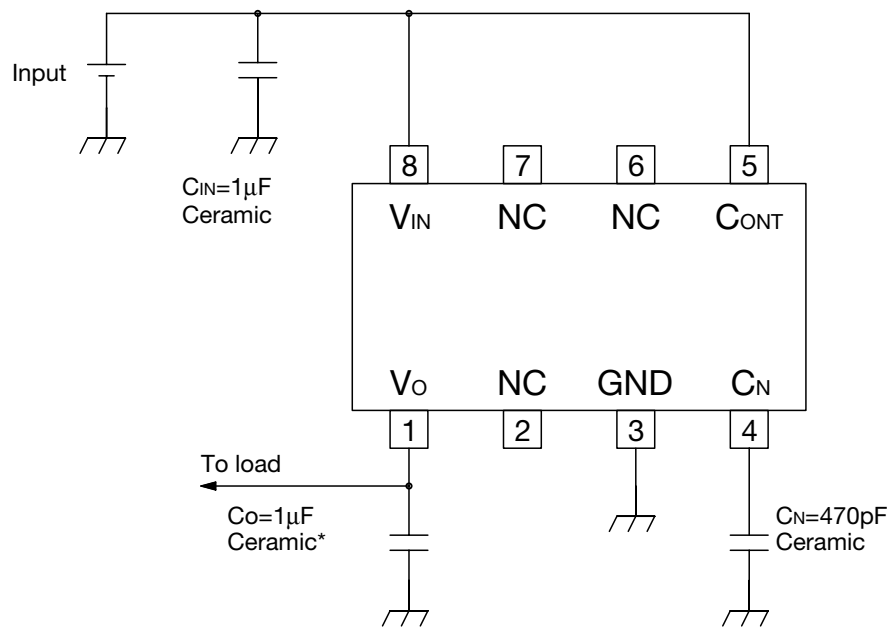 Input
CIN=1μF
Ceramic
8 7 6 5
VIN NC NC CONT
VO NC GND CN
1 2 3 4
To load
Co=1μF
Ceramic*
CN=470pF
Ceramic